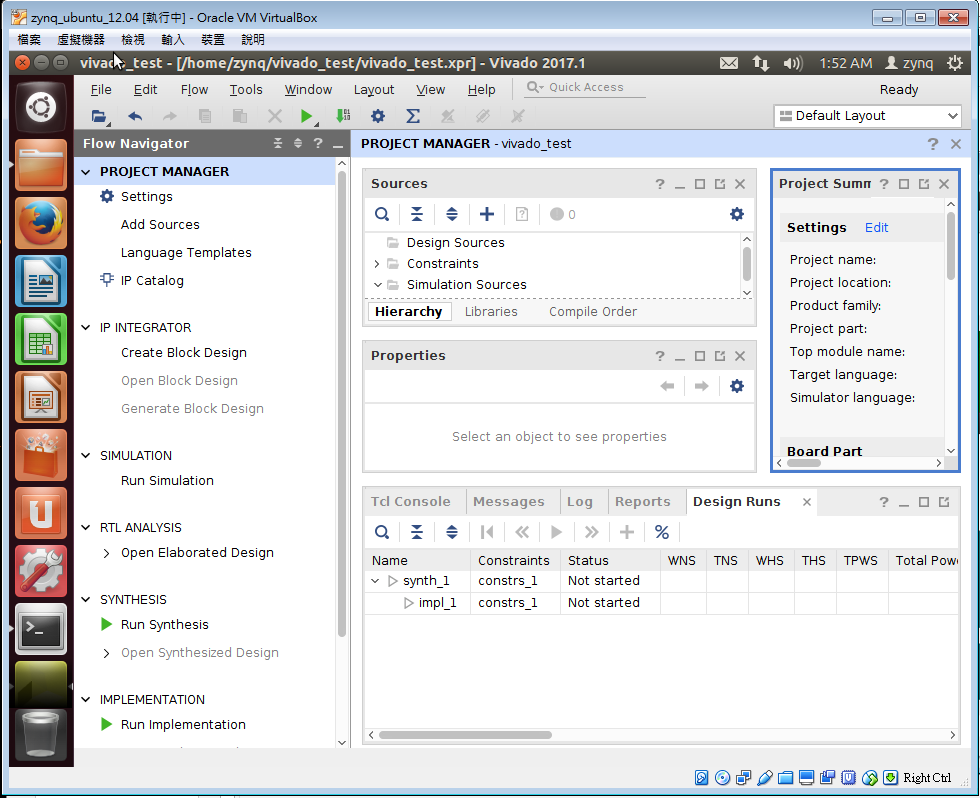 zynq_ubuntu_12.04 [執行中] - Oracle VM VirtualBox
檔案 虛擬機器 檢視 輸入 裝置 說明
vivado_test - [/home/zynq/vivado_test/vivado_test.xpr] - Vivado 2017.1 1:52 AM zynq
File Edit Flow Tools Window Layout View Help Quick Access Ready
Default Layout
Flow Navigator
PROJECT MANAGER
Settings
Add Sources
Language Templates
IP Catalog
IP INTEGRATOR
Create Block Design
Open Block Design
Generate Block Design
SIMULATION
Run Simulation
RTL ANALYSIS
Open Elaborated Design
SYNTHESIS
Run Synthesis
Open Synthesized Design
IMPLEMENTATION
Run Implementation
PROJECT MANAGER - vivado_test
Sources
0
Design Sources
Constraints
Simulation Sources
Hierarchy Libraries Compile Order
Properties
Select an object to see properties
Project Summ
Settings Edit
Project name:
Project location:
Product family:
Project part:
Top module name:
Target language:
Simulator language:
Board Part
Tcl Console Messages Log Reports Design Runs
Name Constraints Status WNS TNS WHS THS TPWS Total Powe
synth_1 constrs_1 Not started
impl_1 constrs_1 Not started
Right Ctrl